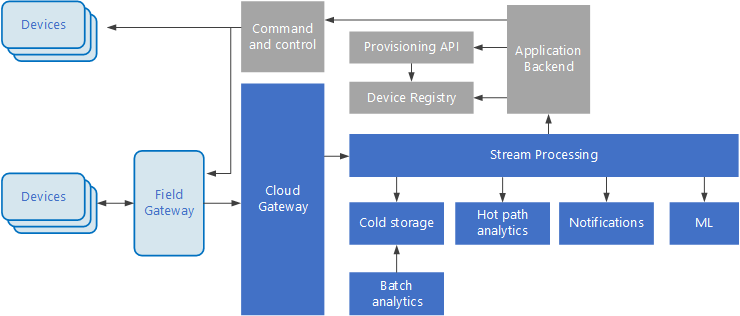 Devices
Command
and control
Provisioning API
Application
Backend
Device Registry
Stream Processing
Devices
Field
Gateway
Cloud
Gateway
Cold storage
Hot path
analytics
Notifications
ML
Batch
analytics